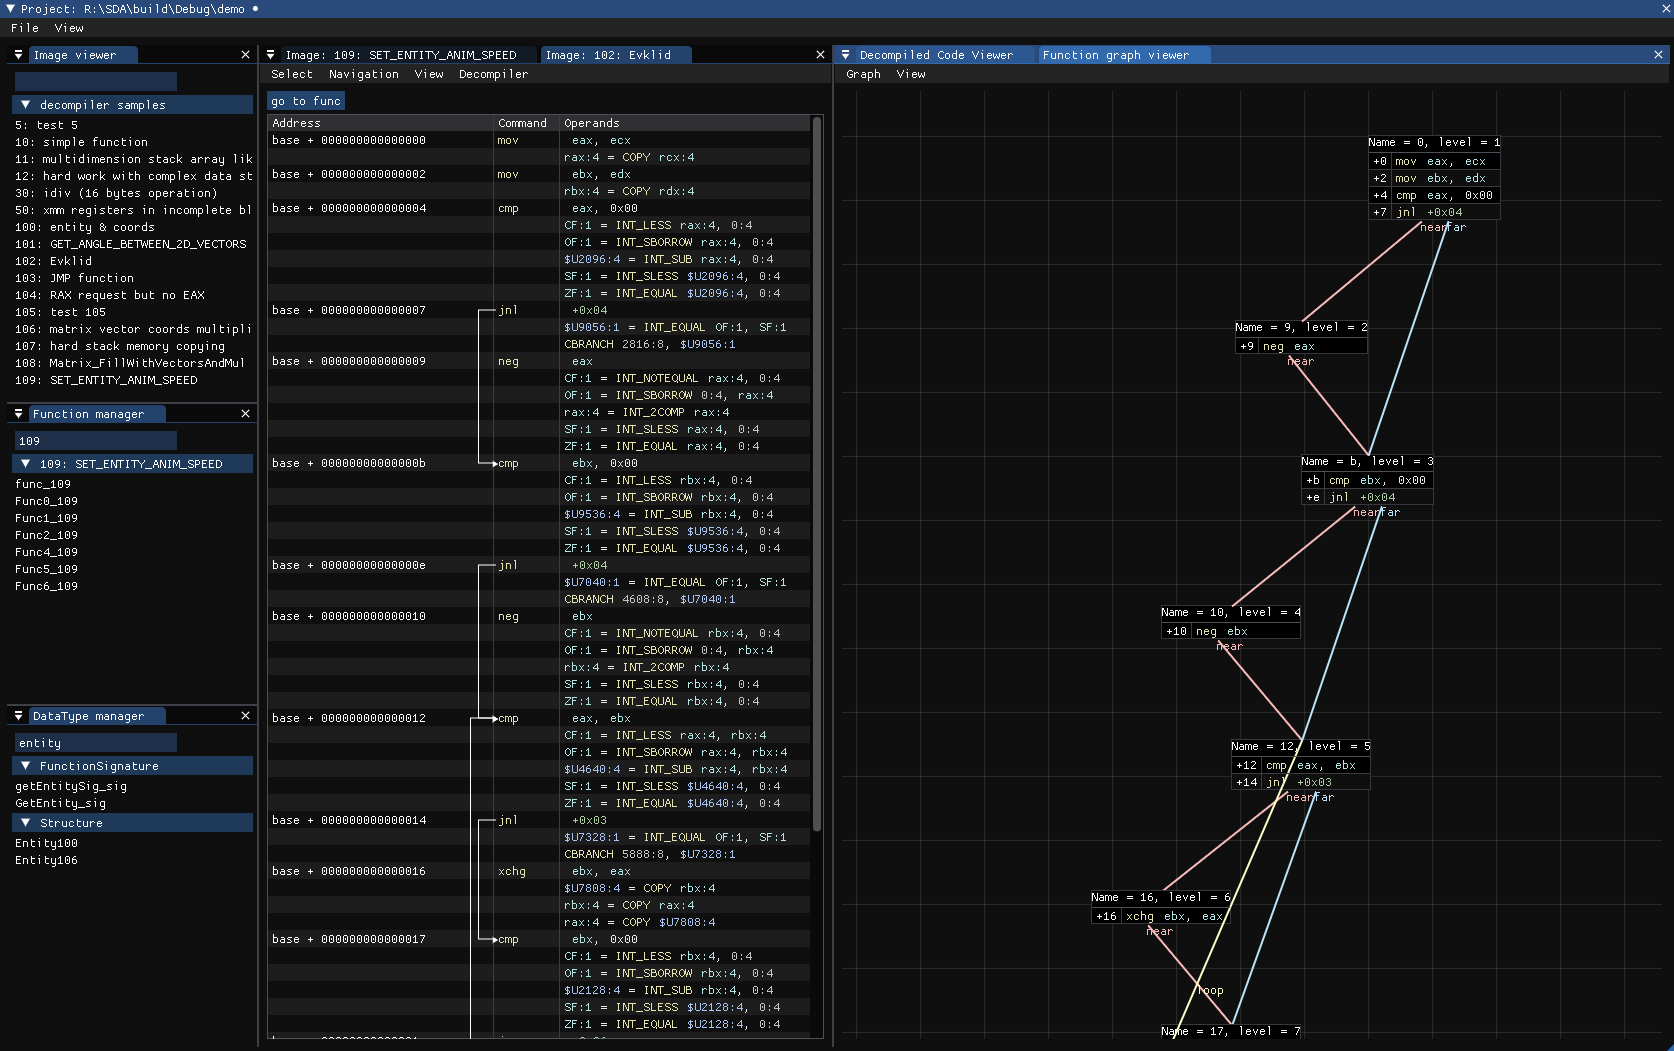 Project: R:\SDA\build\Debug\demo
File View
Image viewer
decompiler samples
5: test 5
10: simple function
11: multidimension stack array lik
12: hard work with complex data st
30: idiv (16 bytes operation)
50: xmm registers in incomplete bl
100: entity & coords
101: GET_ANGLE_BETWEEN_2D_VECTORS
102: Evklid
103: JMP function
104: RAX request but no EAX
105: test 105
106: matrix vector coords multipli
107: hard stack memory copying
108: Matrix_FillWithVectorsAndMul
109: SET_ENTITY_ANIM_SPEED
Function manager
109
109: SET_ENTITY_ANIM_SPEED
func_109
Func0_109
Func1_109
Func2_109
Func4_109
Func5_109
Func6_109
DataType manager
entity
FunctionSignature
getEntitySig_sig
GetEntity_sig
Structure
Entity100
Entity106
Image: 109: SET_ENTITY_ANIM_SPEED Image: 102: Evklid
Select Navigation View Decompiler
go to func
Address Command Operands
base + 000000000000000 mov eax, ecx
rax:4 = COPY rcx:4
base + 000000000000002 mov ebx, edx
rbx:4 = COPY rdx:4
base + 000000000000004 cmp eax, 0x00
CF:1 = INT_LESS rax:4, 0:4
OF:1 = INT_SBORROW rax:4, 0:4
$U2096:4 = INT_SUB rax:4, 0:4
SF:1 = INT_SLESS $U2096:4, 0:4
ZF:1 = INT_EQUAL $U2096:4, 0:4
base + 000000000000007 jnl +0x04
$U9056:1 = INT_EQUAL OF:1, SF:1
CBRANCH 2816:8, $U9056:1
base + 000000000000009 neg eax
CF:1 = INT_NOTEQUAL rax:4, 0:4
OF:1 = INT_SBORROW 0:4, rax:4
rax:4 = INT_2COMP rax:4
SF:1 = INT_SLESS rax:4, 0:4
ZF:1 = INT_EQUAL rax:4, 0:4
base + 00000000000000b cmp ebx, 0x00
CF:1 = INT_LESS rbx:4, 0:4
OF:1 = INT_SBORROW rbx:4, 0:4
$U9536:4 = INT_SUB rbx:4, 0:4
SF:1 = INT_SLESS $U9536:4, 0:4
ZF:1 = INT_EQUAL $U9536:4, 0:4
base + 00000000000000e jnl +0x04
$U7040:1 = INT_EQUAL OF:1, SF:1
CBRANCH 4608:8, $U7040:1
base + 000000000000010 neg ebx
CF:1 = INT_NOTEQUAL rbx:4, 0:4
OF:1 = INT_SBORROW 0:4, rbx:4
rbx:4 = INT_2COMP rbx:4
SF:1 = INT_SLESS rbx:4, 0:4
ZF:1 = INT_EQUAL rbx:4, 0:4
base + 000000000000012 cmp eax, ebx
CF:1 = INT_LESS rax:4, rbx:4
OF:1 = INT_SBORROW rax:4, rbx:4
$U4640:4 = INT_SUB rax:4, rbx:4
SF:1 = INT_SLESS $U4640:4, 0:4
ZF:1 = INT_EQUAL $U4640:4, 0:4
base + 000000000000014 jnl +0x03
$U7328:1 = INT_EQUAL OF:1, SF:1
CBRANCH 5888:8, $U7328:1
base + 000000000000016 xchg ebx, eax
$U7808:4 = COPY rbx:4
rbx:4 = COPY rax:4
rax:4 = COPY $U7808:4
base + 000000000000017 cmp ebx, 0x00
CF:1 = INT_LESS rbx:4, 0:4
OF:1 = INT_SBORROW rbx:4, 0:4
$U2128:4 = INT_SUB rbx:4, 0:4
SF:1 = INT_SLESS $U2128:4, 0:4
ZF:1 = INT_EQUAL $U2128:4, 0:4
Decompiled Code Viewer Function graph viewer
Graph View
Name = 0, level = 1
+0 mov eax, ecx
+2 mov ebx, edx
+4 cmp eax, 0x00
+7 jnl +0x04
near far
Name = 9, level = 2
+9 neg eax
near
Name = b, level = 3
+b cmp ebx, 0x00
+e jnl +0x04
near far
Name = 10, level = 4
+10 neg ebx
near
Name = 12, level = 5
+12 cmp eax, ebx
+14 jnl +0x03
near far
Name = 16, level = 6
+16 xchg ebx, eax
near
loop
Name = 17, level = 7